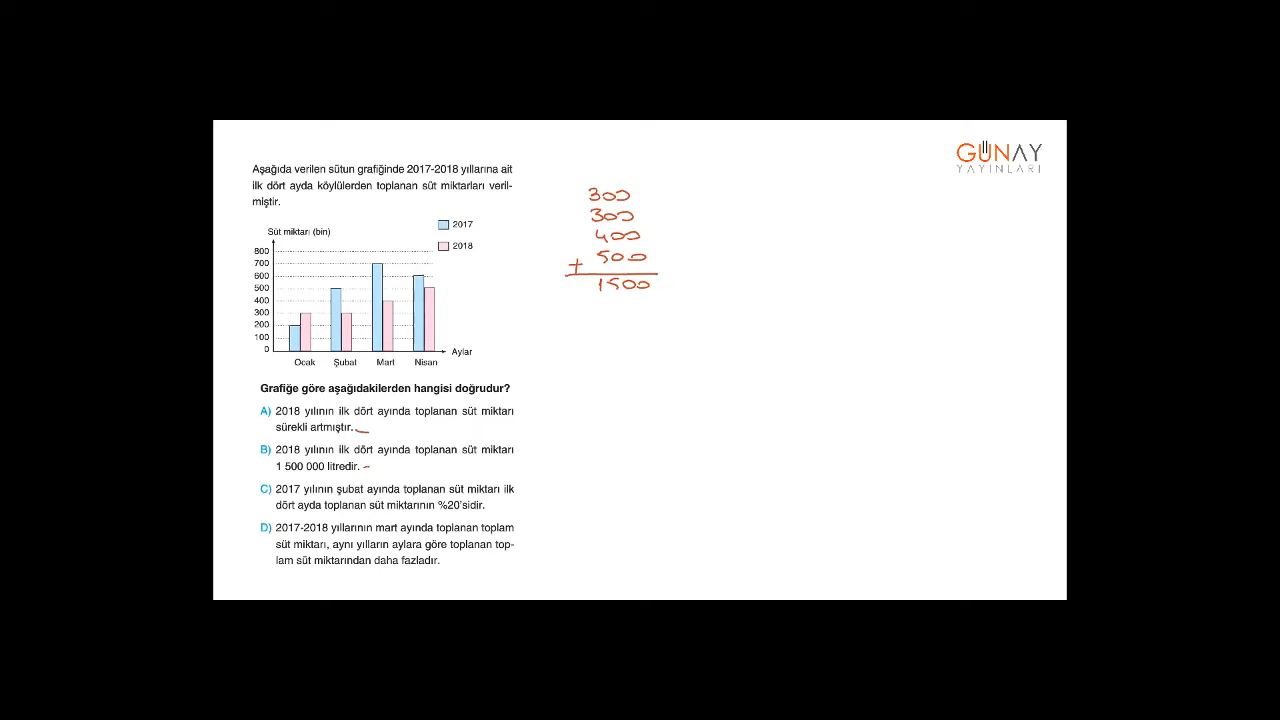 GÜNAY
YAYINLARI
Aşağıda verilen sütun grafiğinde 2017-2018 yıllarına ait
ilk dört ayda köylülerden toplanan süt miktarları veril-
miştir.
Süt miktarı (bin)
2017
2018
800
700
600
500
400
300
200
100
0
Ocak Şubat Mart Nisan
Aylar
Grafiğe göre aşağıdakilerden hangisi doğrudur?
A) 2018 yılının ilk dört ayında toplanan süt miktarı
sürekli artmıştır.
B) 2018 yılının ilk dört ayında toplanan süt miktarı
1 500 000 litredir.
C) 2017 yılının şubat ayında toplanan süt miktarı ilk
dört ayda toplanan süt miktarının %20'sidir.
D) 2017-2018 yıllarının mart ayında toplanan toplam
süt miktarı, aynı yılların aylara göre toplanan top-
lam süt miktarından daha fazladır.
300
300
400
+ 500
1500